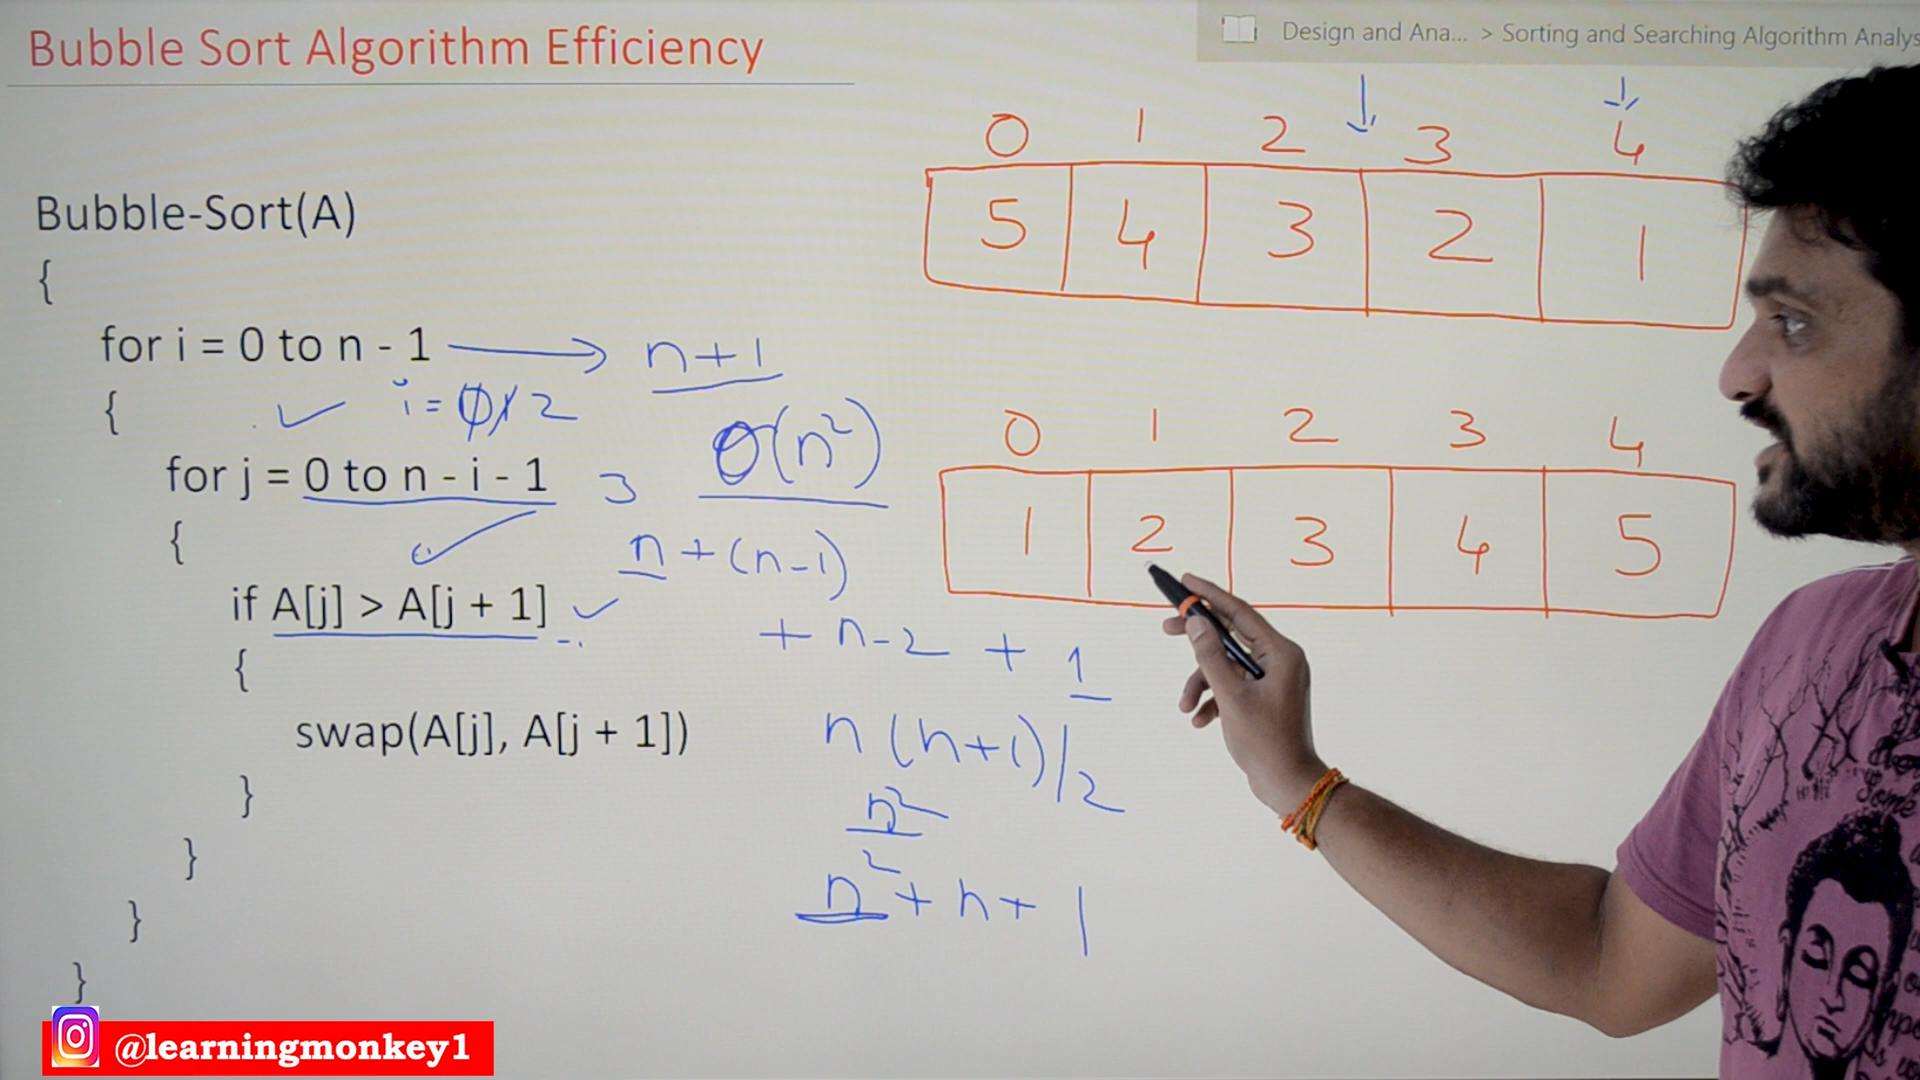 Bubble Sort Algorithm Efficiency
Design and Ana... > Sorting and Searching Algorithm Analys
0 1 2 3 4
5 4 3 2 1
Bubble-Sort(A)
{
for i = 0 to n - 1 → n+1
{ i = 0 1 2
O(n²)
0 1 2 3 4
for j = 0 to n - i - 1 3
1 2 3 4 5
{
n + (n-1)
if A[j] > A[j + 1]
+ n-2 + 1
{
swap(A[j], A[j + 1])
n(n+1)/2
n²
}
2
}
n² + n + 1
}
}
Some
@learningmonkey1